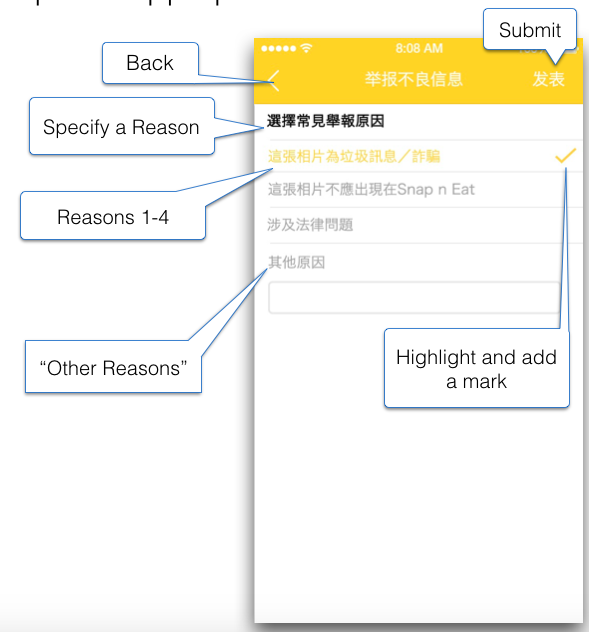 Submit
Back
8:08 AM
举报不良信息
发表
Specify a Reason
選擇常見舉報原因
這張相片為垃圾訊息／詐騙
這張相片不應出現在Snap n Eat
Reasons 1-4
涉及法律問題
其他原因
“Other Reasons”
Highlight and add
a mark